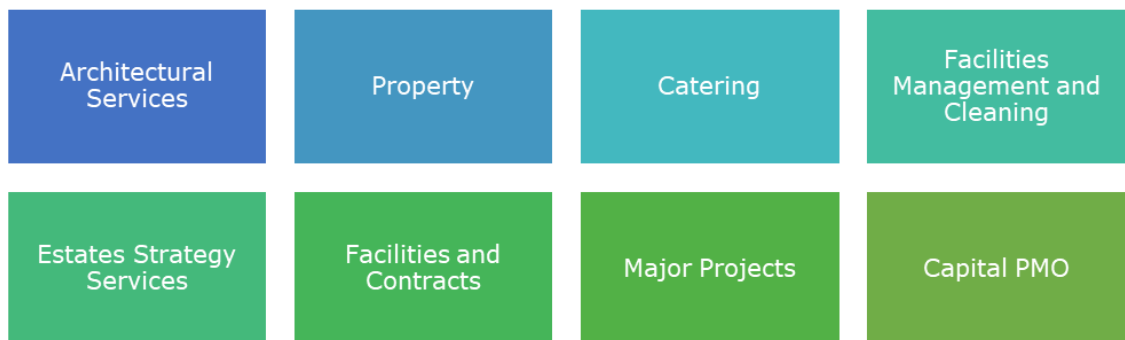 Architectural
Services
Property
Catering
Facilities
Management and
Cleaning
Estates Strategy
Services
Facilities and
Contracts
Major Projects
Capital PMO